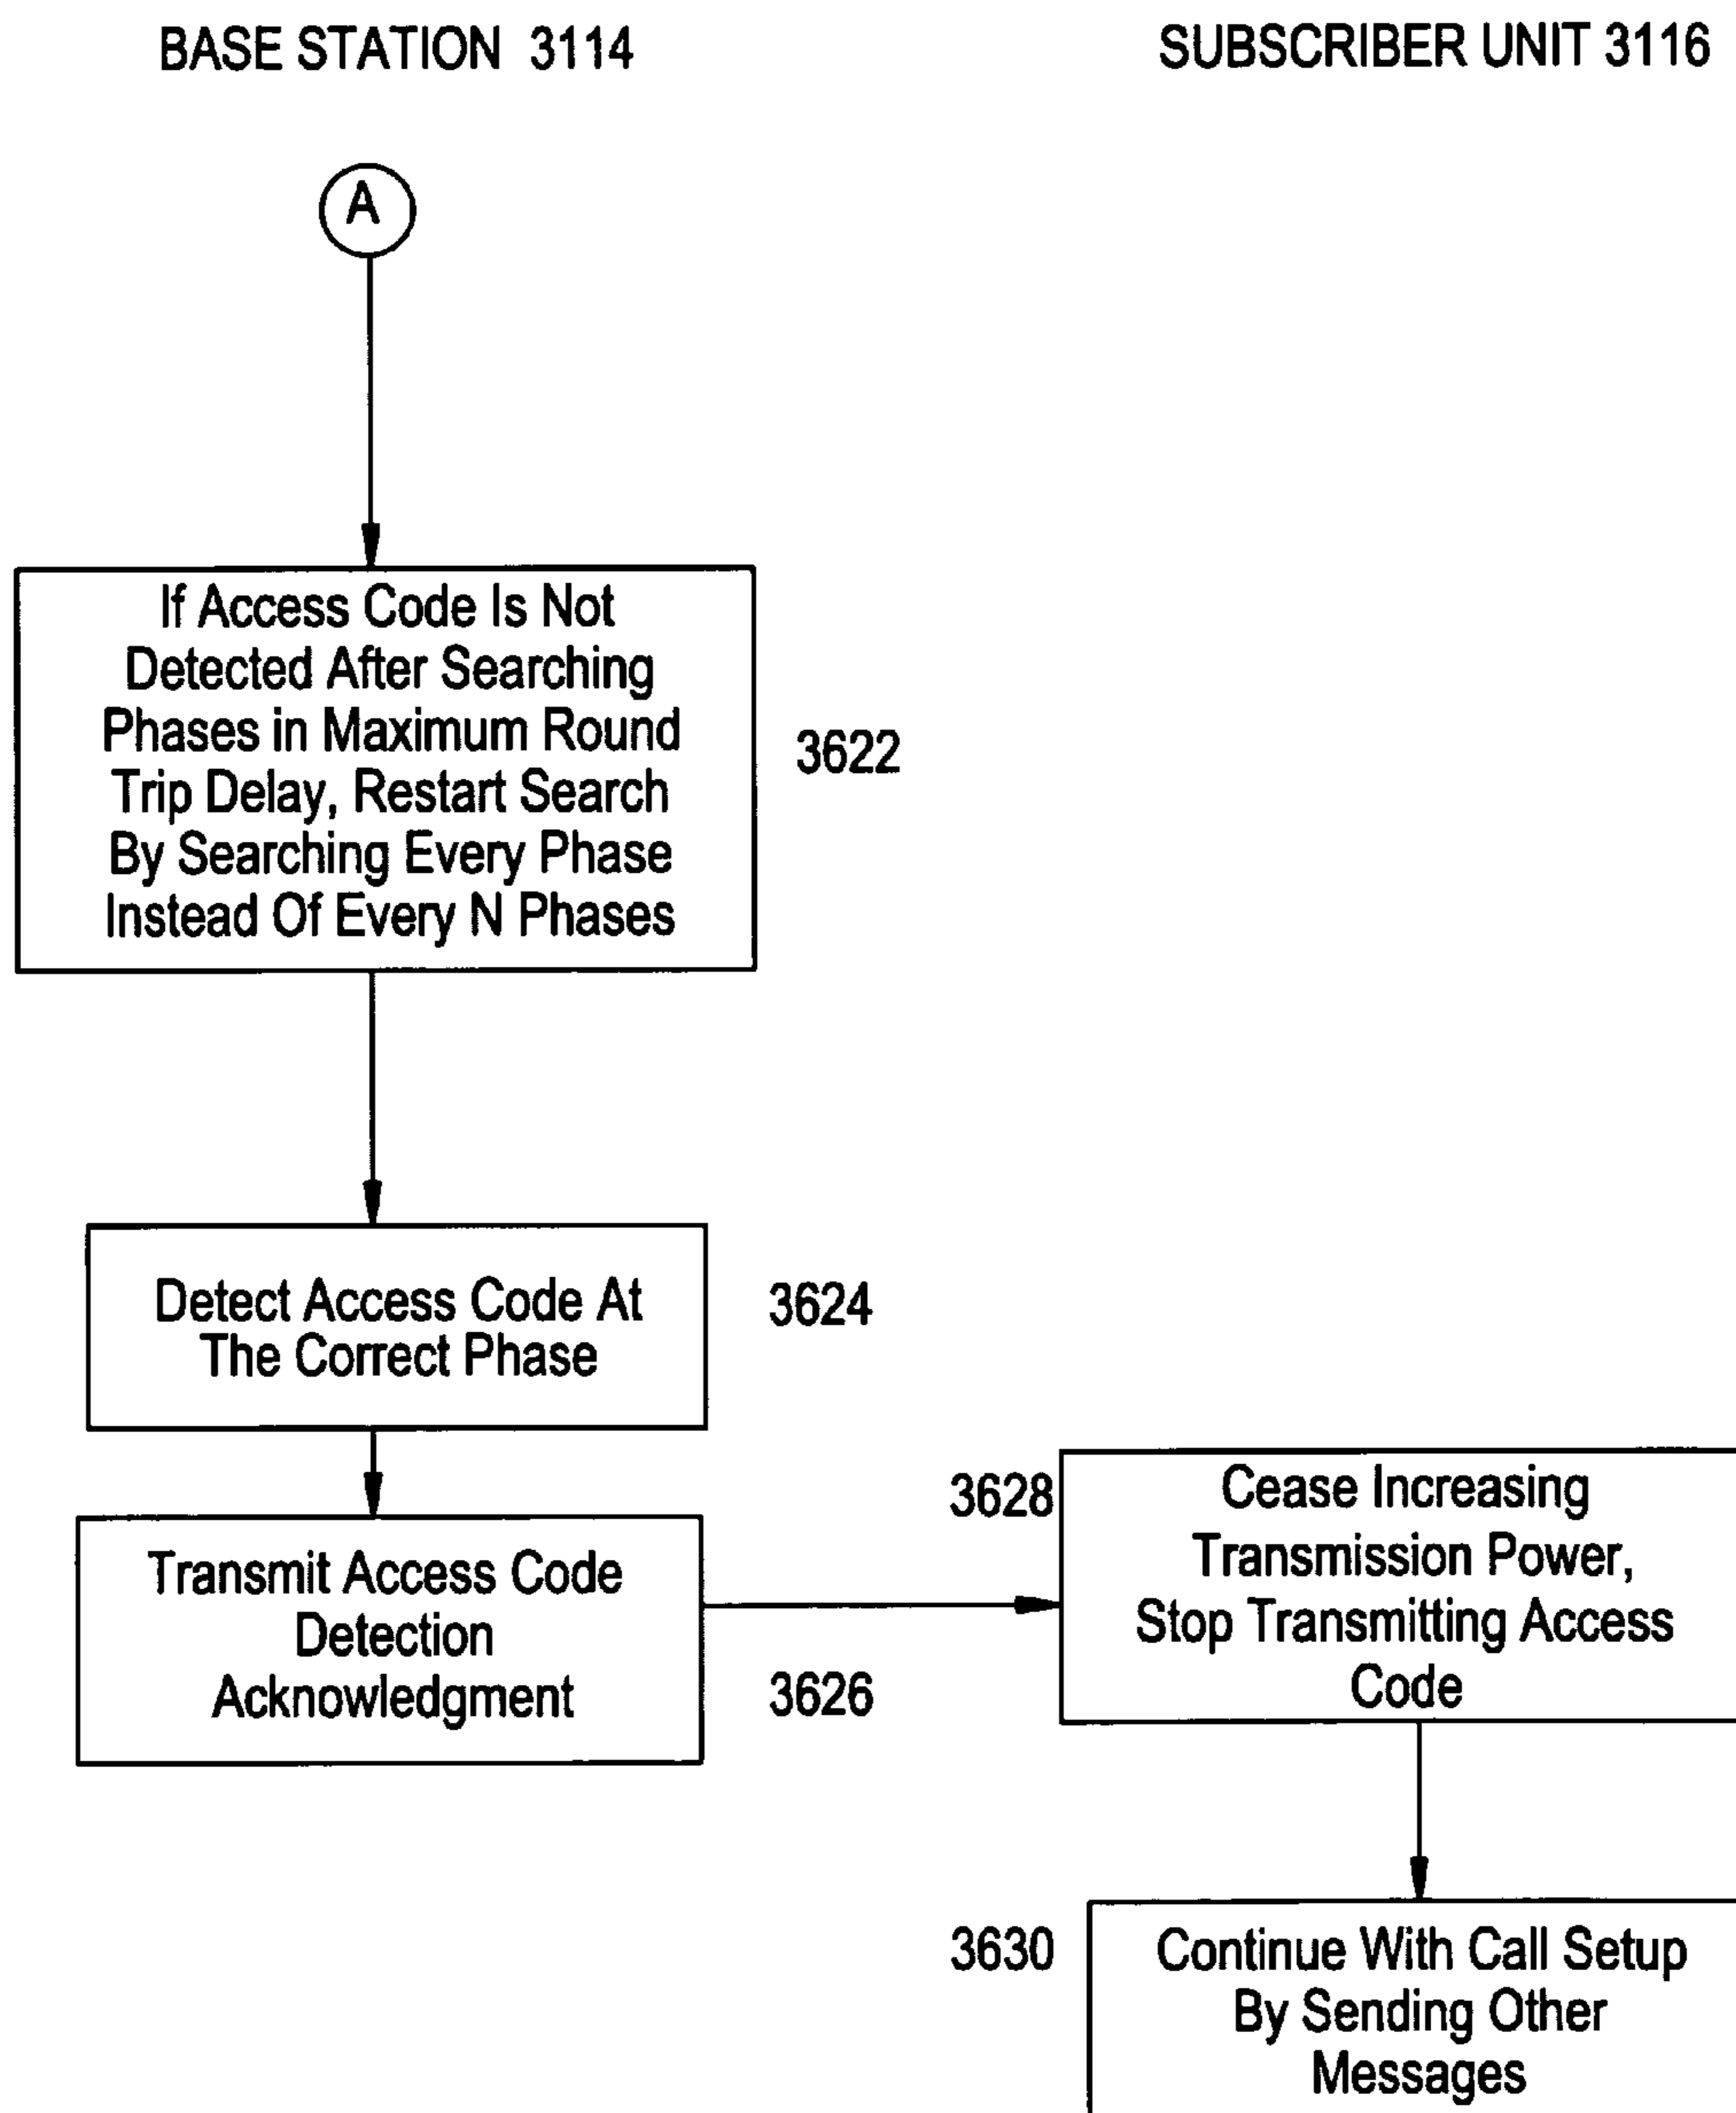 BASE STATION 3114
SUBSCRIBER UNIT 3116
A
If Access Code Is Not
Detected After Searching
Phases in Maximum Round
Trip Delay, Restart Search
By Searching Every Phase
Instead Of Every N Phases
3622
Detect Access Code At
The Correct Phase
3624
Transmit Access Code
Detection
Acknowledgment
3626
3628
Cease Increasing
Transmission Power,
Stop Transmitting Access
Code
3630
Continue With Call Setup
By Sending Other
Messages